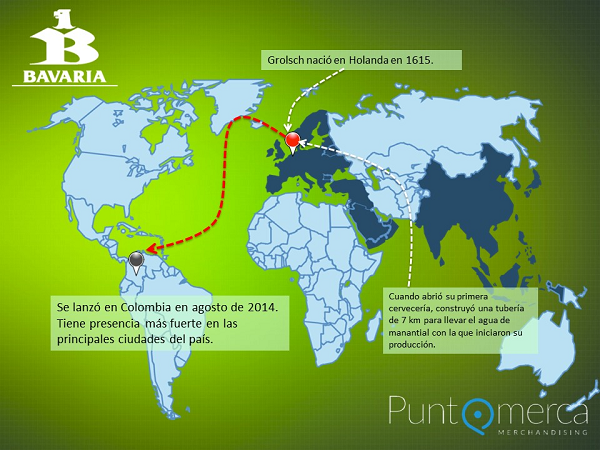 B
BAVARIA
Grolsch nació en Holanda en 1615.
Se lanzó en Colombia en agosto de 2014.
Tiene presencia más fuerte en las
principales ciudades del país.
Cuando abrió su primera
cervecería, construyó una tubería
de 7 km para llevar el agua de
manantial con la que iniciaron su
producción.
Puntomerca
MERCHANDISING